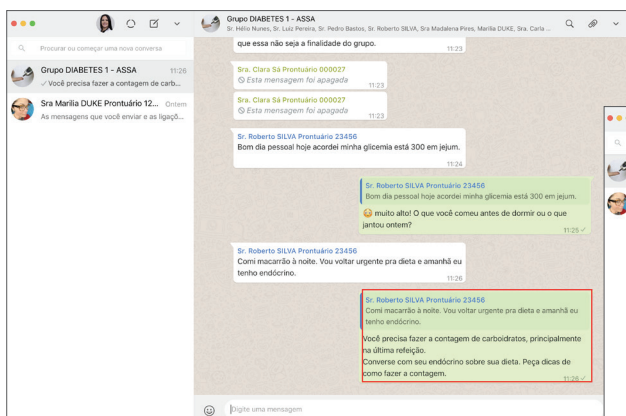 Procurar ou começar uma nova conversa
Grupo DIABETES 1 - ASSA 11:26
Você precisa fazer a contagem de carb...
Sra Marilia DUKE Prontuário 12... Ontem
As mensagens que você enviar e as ligaçõ...
Grupo DIABETES 1 - ASSA
Sr. Hélio Nunes, Sr. Luiz Pereira, Sr. Pedro Bastos, Sr. Roberto SILVA, Sra Madalena Pires, Marilia DUKE, Sra. Carla ...
que essa não seja a finalidade do grupo.
11:23
Sra. Clara Sá Prontuário 000027
Esta mensagem foi apagada
11:23
Sra. Clara Sá Prontuário 000027
Esta mensagem foi apagada
11:23
Sr. Roberto SILVA Prontuário 23456
Bom dia pessoal hoje acordei minha glicemia está 300 em jejum.
11:24
Sr. Roberto SILVA Prontuário 23456
Bom dia pessoal hoje acordei minha glicemia está 300 em jejum.
muito alto! O que você comeu antes de dormir ou o que
jantou ontem?
11:25
Sr. Roberto SILVA Prontuário 23456
Comi macarrão à noite. Vou voltar urgente pra dieta e amanhã eu
tenho endócrino.
11:26
Sr. Roberto SILVA Prontuário 23456
Comi macarrão à noite. Vou voltar urgente pra dieta e amanhã eu
tenho endócrino.
Você precisa fazer a contagem de carboidratos, principalmente
na última refeição.
Converse com seu endócrino sobre sua dieta. Peça dicas de
como fazer a contagem.
11:26
Digite uma mensagem